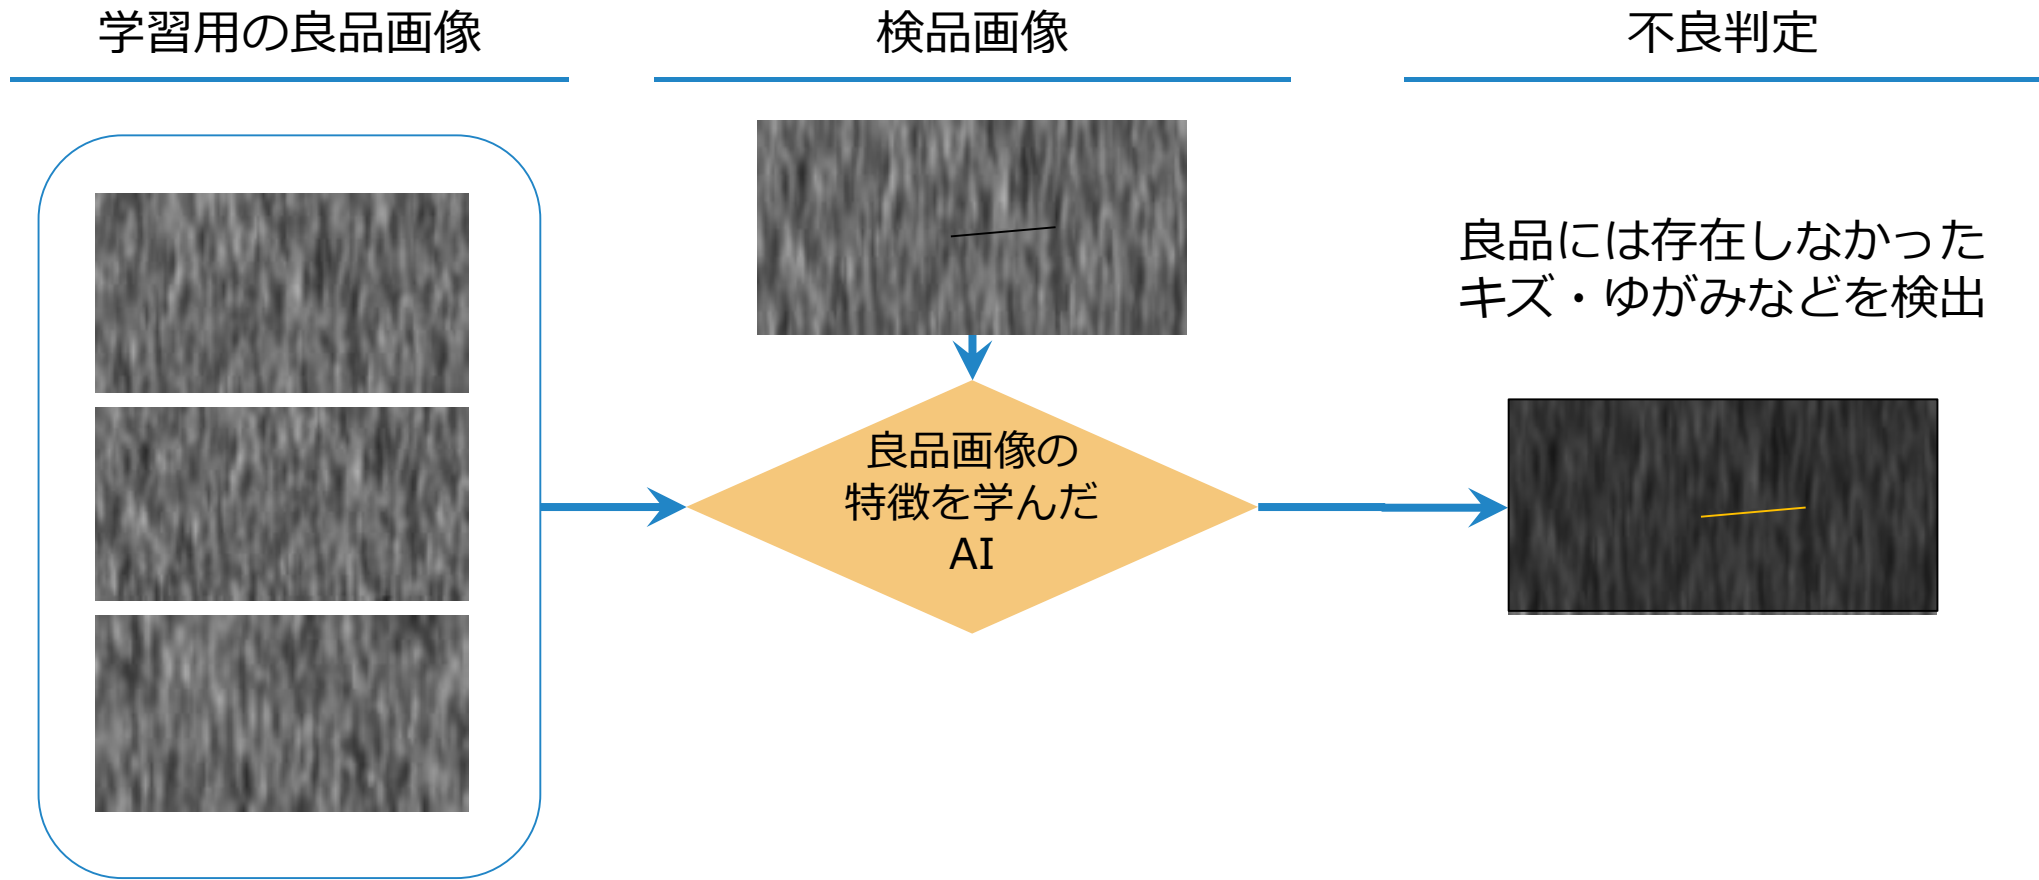 学習用の良品画像
検品画像
不良判定
良品には存在しなかった
キズ・ゆがみなどを検出
良品画像の
特徴を学んだ
AI